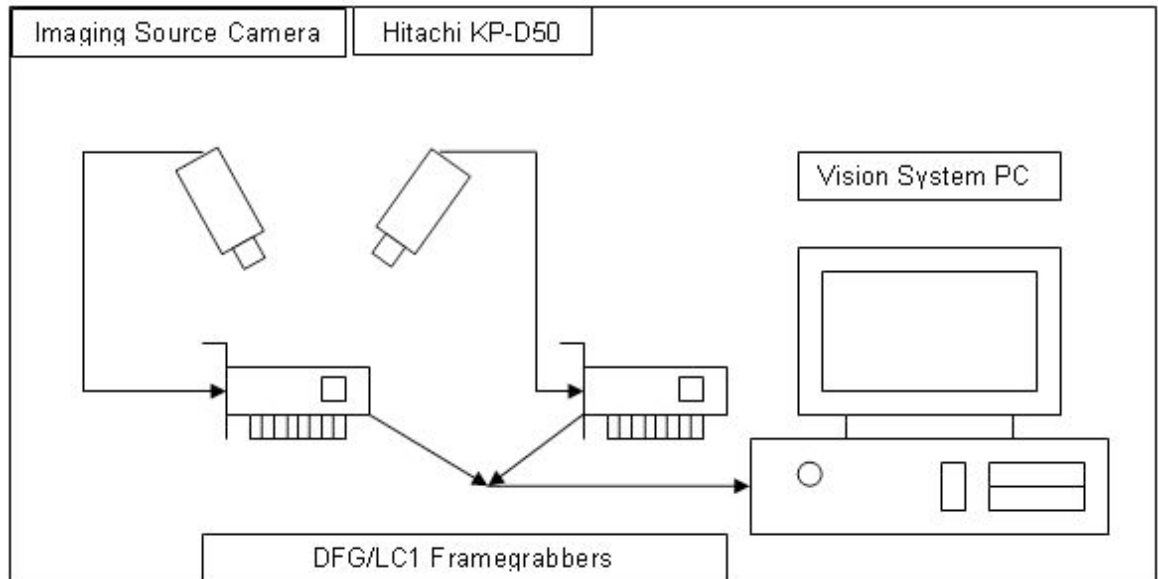 Imaging Source Camera
Hitachi KP-D50
Vision System PC
DFG/LC1 Framegrabbers